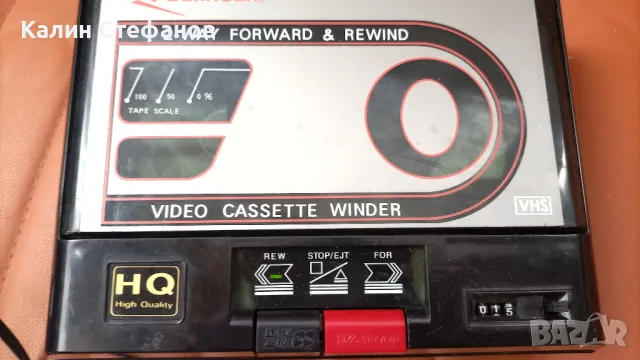 Калин Стефанов
2-WAY FORWARD & REWIND
100 50 0 %
TAPE SCALE
VIDEO CASSETTE WINDER
VHS
HQ
High Quality
REW STOP/EJT FOR
015
bazar